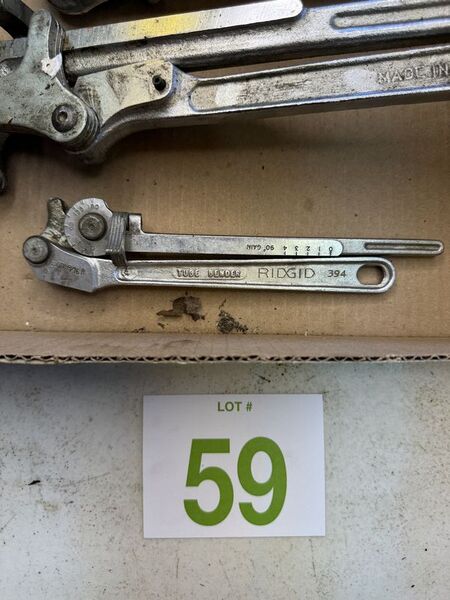 MADE IN
0 1 2 3 4
90° GAIN
TUBE BENDER RIDGID 394
LOT #
59